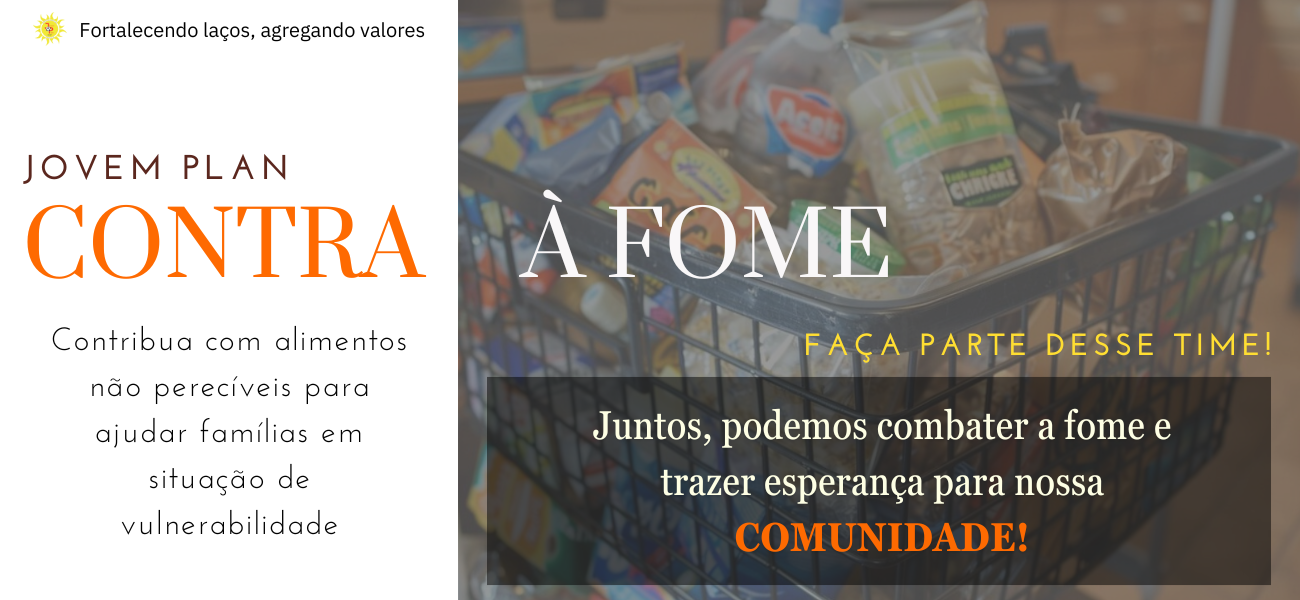 Fortalecendo laços, agregando valores
JOVEM PLAN
CONTRA À FOME
Contribua com alimentos
não perecíveis para
ajudar famílias em
situação de
vulnerabilidade
FAÇA PARTE DESSE TIME!
Juntos, podemos combater a fome e
trazer esperança para nossa
COMUNIDADE!